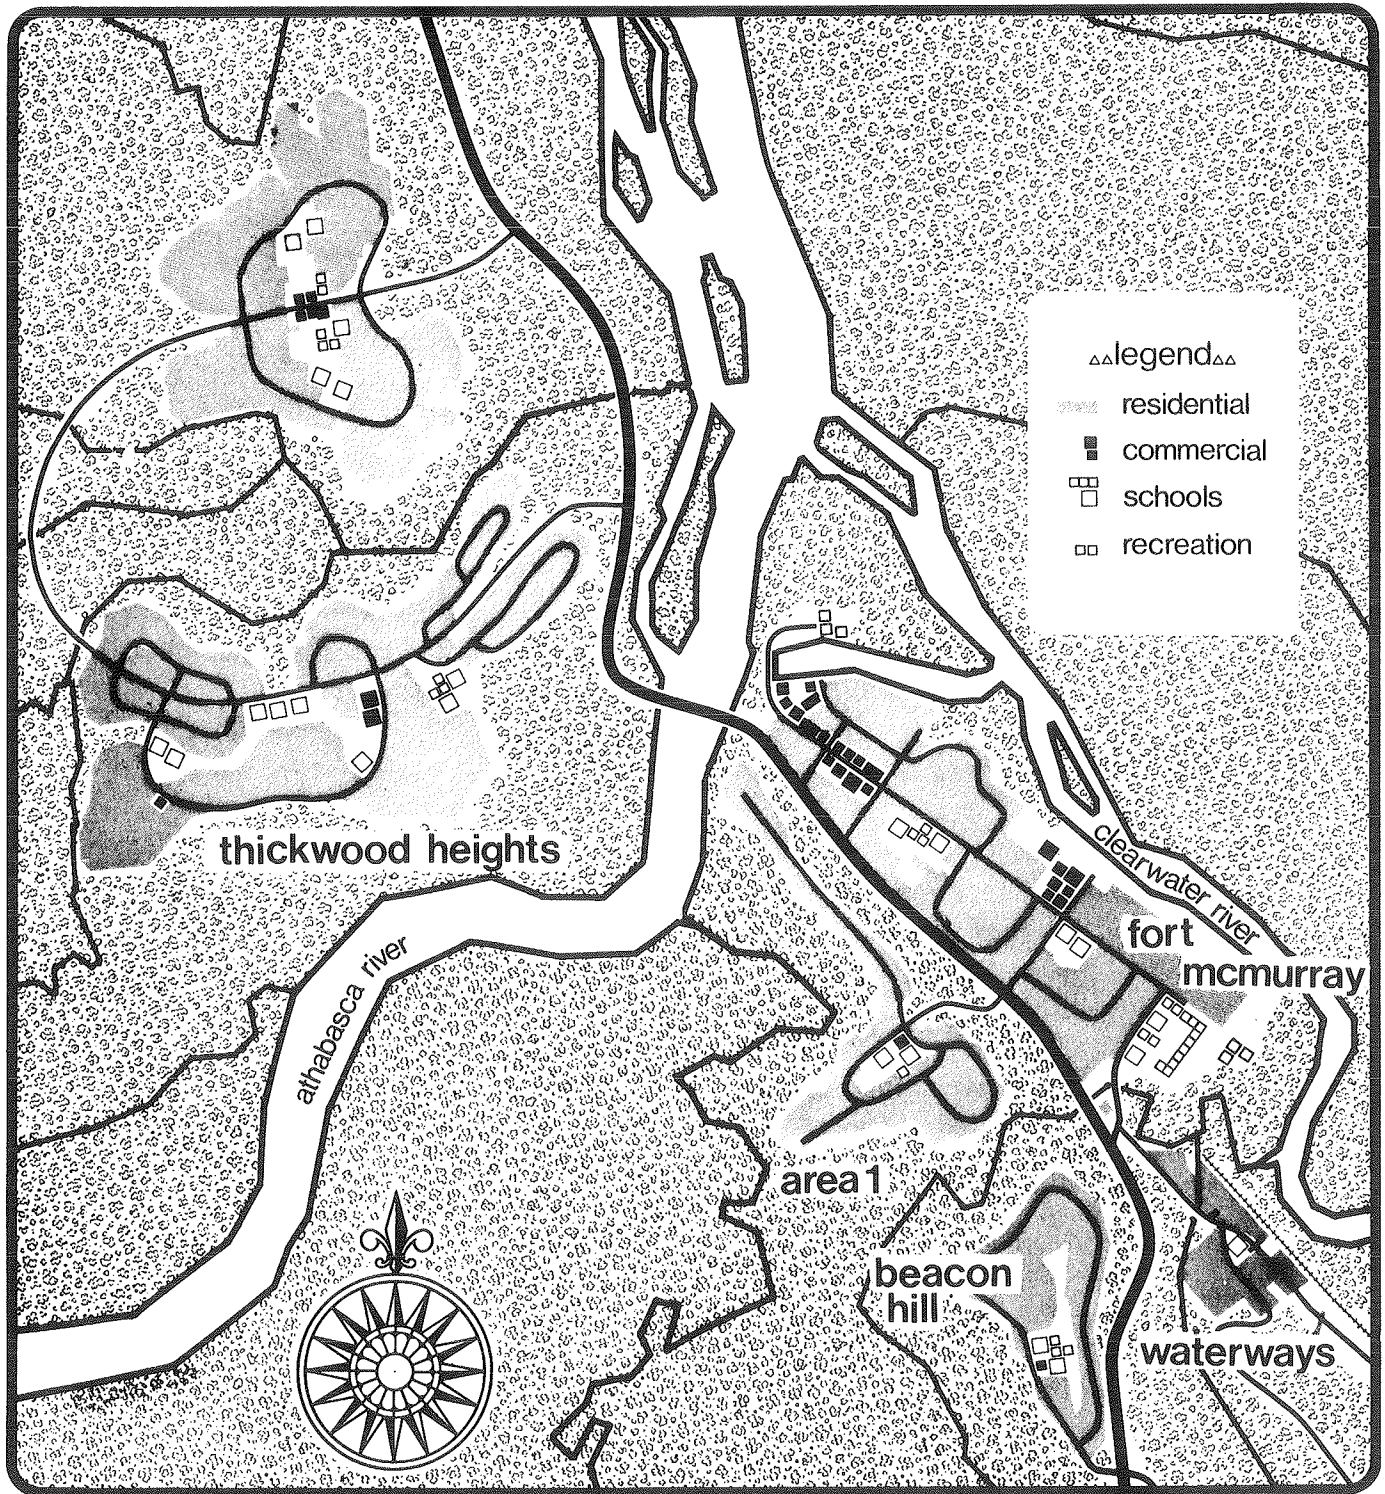 legend
residential
commercial
schools
recreation
thickwood heights
clearwater river
fort
mcmurray
athabasca river
area 1
beacon
hill
waterways